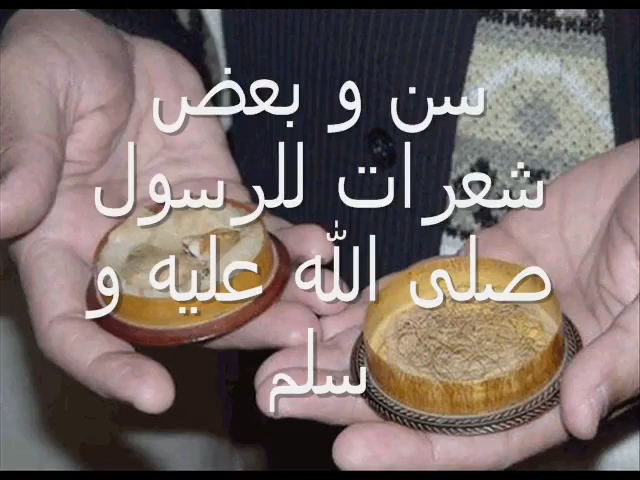 سن و بعض
شعرات للرسول
صلى الله عليه و
سلم